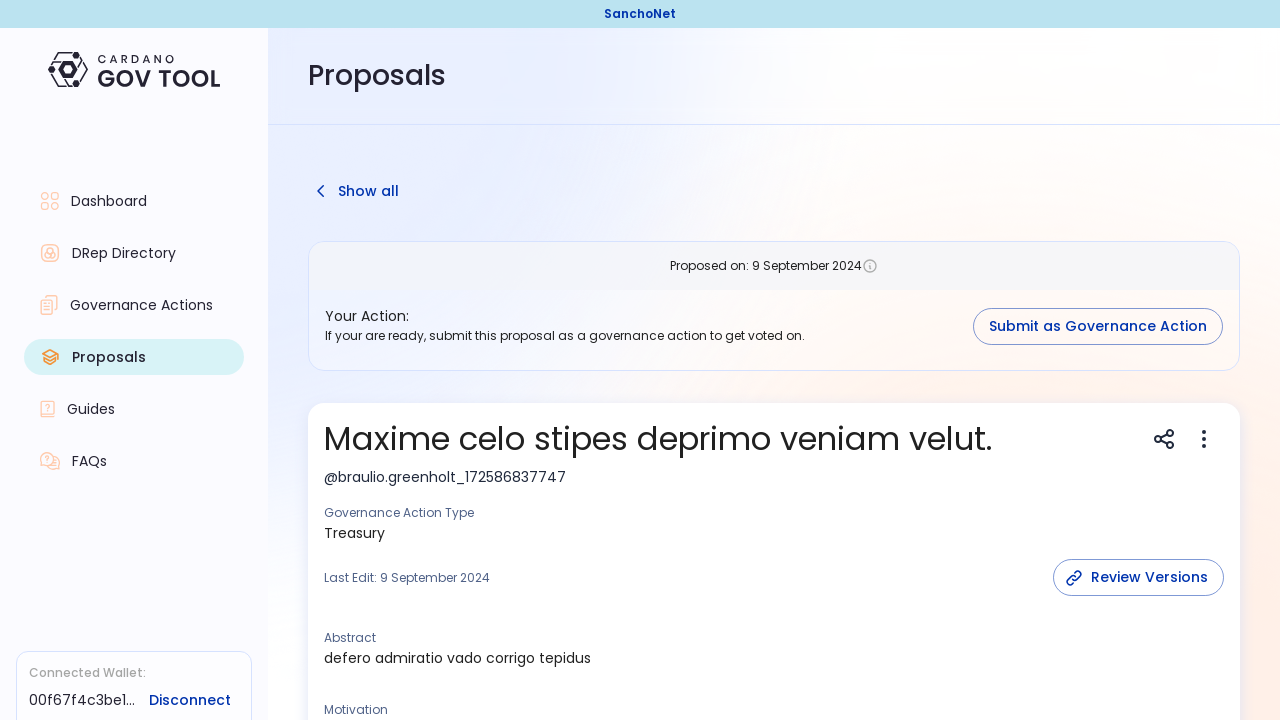 SanchoNet
CARDANO
GOV TOOL
Proposals
Dashboard
DRep Directory
Governance Actions
Proposals
Guides
FAQs
Connected Wallet:
00f67f4c3be1...
Disconnect
Show all
Proposed on: 9 September 2024
Your Action:
If your are ready, submit this proposal as a governance action to get voted on.
Submit as Governance Action
Maxime celo stipes deprimo veniam velut.
@braulio.greenholt_172586837747
Governance Action Type
Treasury
Last Edit: 9 September 2024
Review Versions
Abstract
defero admiratio vado corrigo tepidus
Motivation